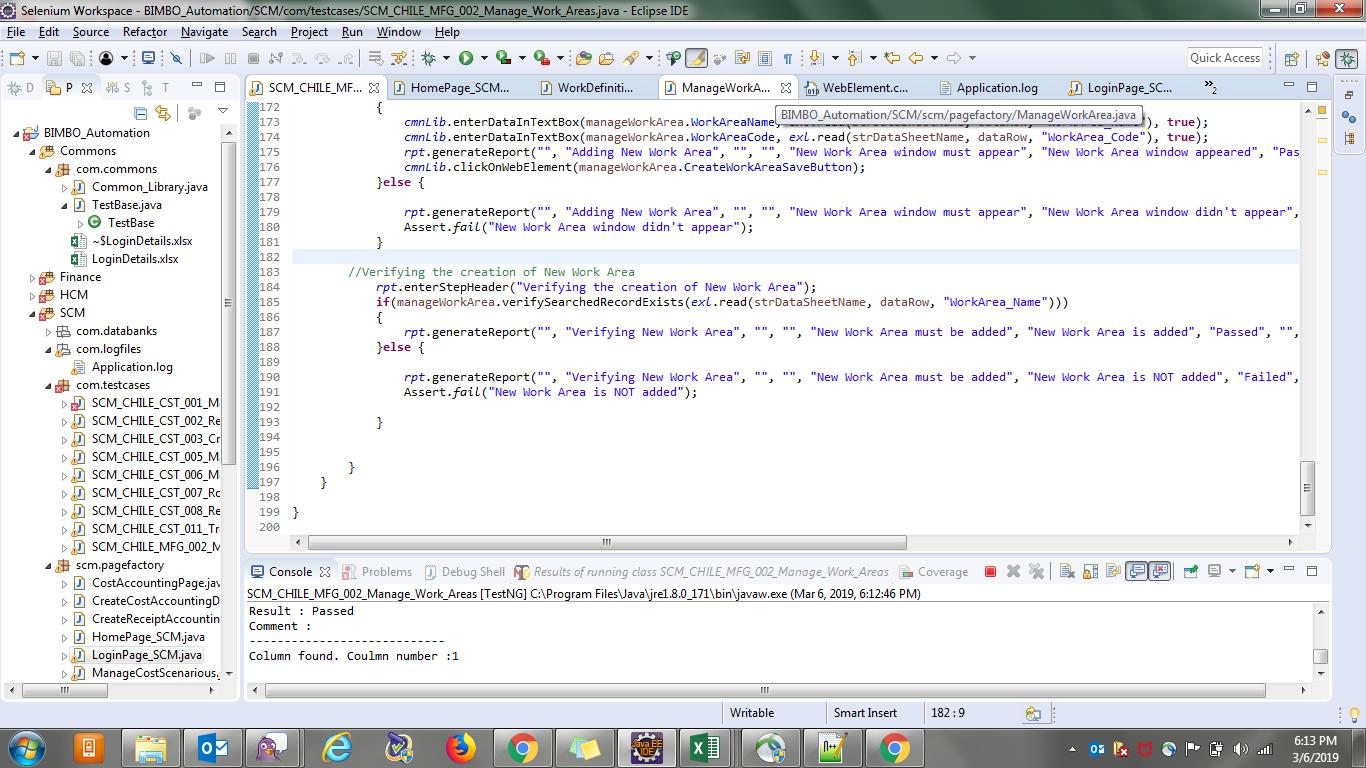 Selenium Workspace - BIMBO_Automation/SCM/com/testcases/SCM_CHILE_MFG_002_Manage_Work_Areas.java - Eclipse IDE
File Edit Source Refactor Navigate Search Project Run Window Help
Quick Access
D P S T
SCM_CHILE_MF... HomePage_SCM... WorkDefiniti... ManageWorkA... WebElement.c... Application.log LoginPage_SC... »2
BIMBO_Automation/SCM/scm/pagefactory/ManageWorkArea.java
BIMBO_Automation
Commons
com.commons
Common_Library.java
TestBase.java
TestBase
~$LoginDetails.xlsx
LoginDetails.xlsx
Finance
HCM
SCM
com.databanks
com.logfiles
Application.log
com.testcases
SCM_CHILE_CST_001_M
SCM_CHILE_CST_002_Re
SCM_CHILE_CST_003_Cr
SCM_CHILE_CST_005_M
SCM_CHILE_CST_006_M
SCM_CHILE_CST_007_Ro
SCM_CHILE_CST_008_Re
SCM_CHILE_CST_011_Tr
SCM_CHILE_MFG_002_M
scm.pagefactory
CostAccountingPage.jav
CreateCostAccountingD
CreateReceiptAccountin
HomePage_SCM.java
LoginPage_SCM.java
ManageCostScenarious.
172 {
173 cmnLib.enterDataInTextBox(manageWorkArea.WorkAreaName, "), true);
174 cmnLib.enterDataInTextBox(manageWorkArea.WorkAreaCode, exl.read(strDataSheetName, dataRow, "WorkArea_Code"), true);
175 rpt.generateReport("", "Adding New Work Area", "", "", "New Work Area window must appear", "New Work Area window appeared", "Pas
176 cmnLib.clickOnWebElement(manageWorkArea.CreateWorkAreaSaveButton);
177 }else {
178
179 rpt.generateReport("", "Adding New Work Area", "", "", "New Work Area window must appear", "New Work Area window didn't appear",
180 Assert.fail("New Work Area window didn't appear");
181 }
182
183 //Verifying the creation of New Work Area
184 rpt.enterStepHeader("Verifying the creation of New Work Area");
185 if(manageWorkArea.verifySearchedRecordExists(exl.read(strDataSheetName, dataRow, "WorkArea_Name")))
186 {
187 rpt.generateReport("", "Verifying New Work Area", "", "", "New Work Area must be added", "New Work Area is added", "Passed", "",
188 }else {
189
190 rpt.generateReport("", "Verifying New Work Area", "", "", "New Work Area must be added", "New Work Area is NOT added", "Failed",
191 Assert.fail("New Work Area is NOT added");
192
193 }
194
195
196 }
197 }
198
199 }
200
Console Problems Debug Shell Results of running class SCM_CHILE_MFG_002_Manage_Work_Areas Coverage
SCM_CHILE_MFG_002_Manage_Work_Areas [TestNG] C:\Program Files\Java\jre1.8.0_171\bin\javaw.exe (Mar 6, 2019, 6:12:46 PM)
Result : Passed
Comment :
----------------------------
Column found. Coulmn number :1
Writable Smart Insert 182 : 9
Java EE
IDE
6:13 PM
3/6/2019